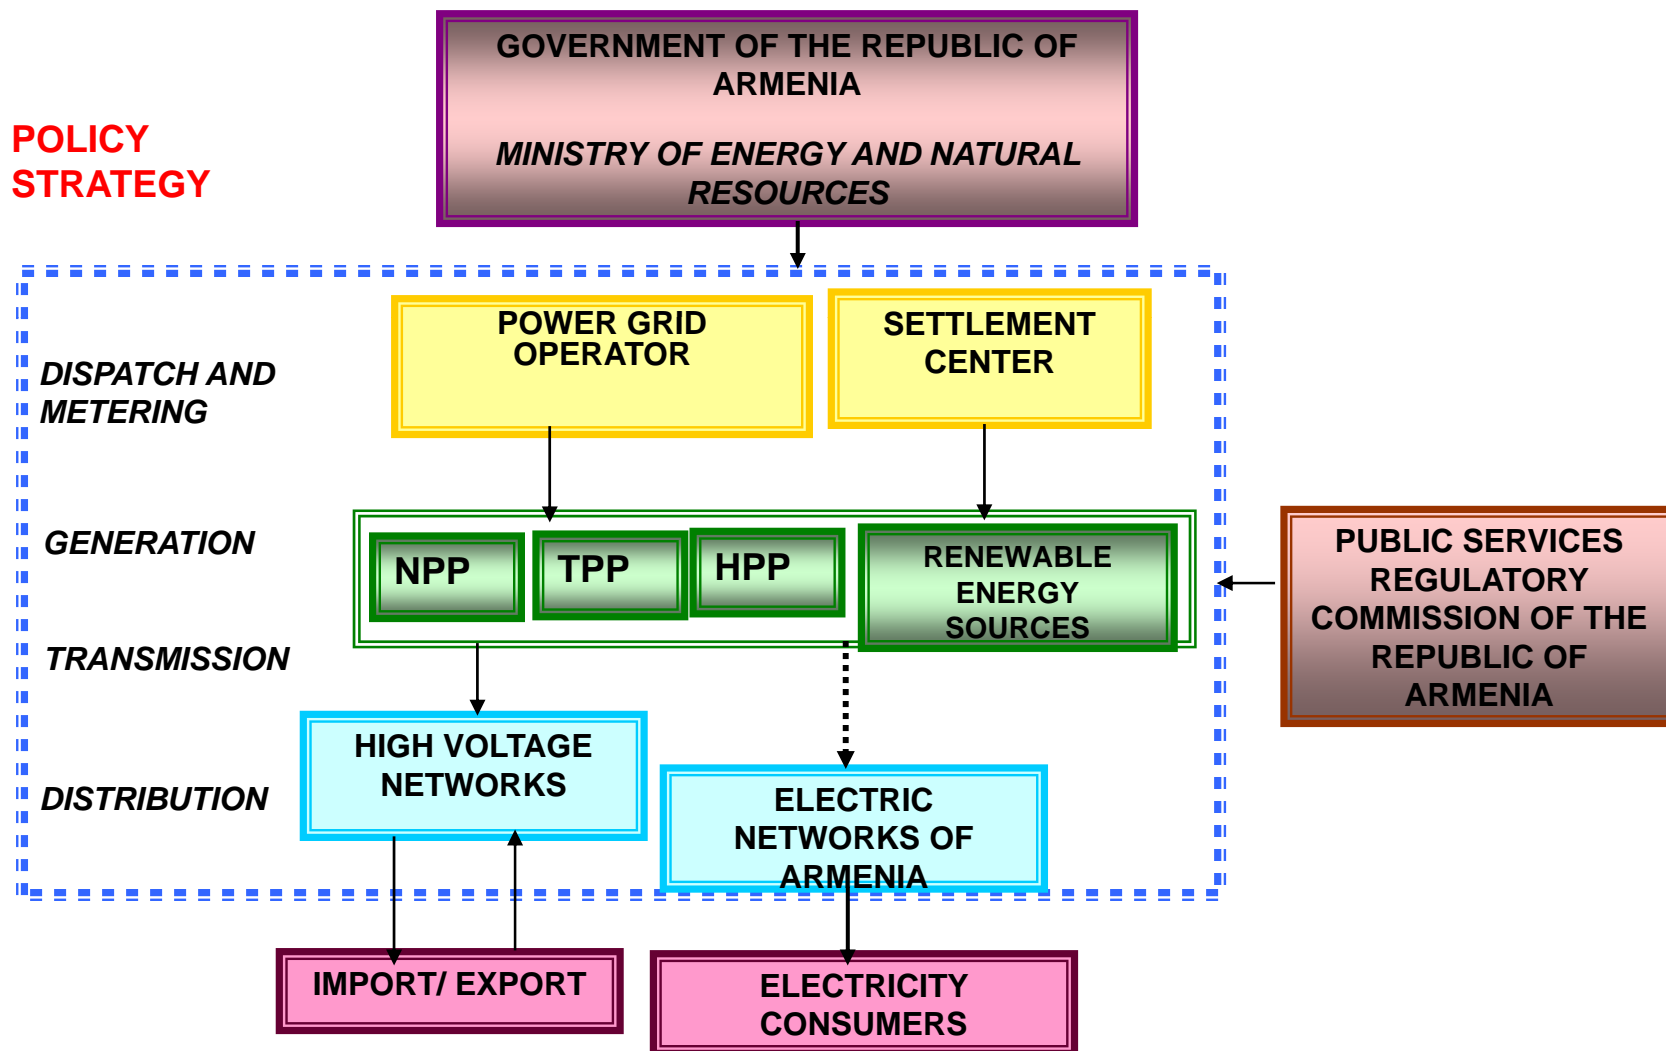 GOVERNMENT OF THE REPUBLIC OF
ARMENIA
MINISTRY OF ENERGY AND NATURAL
RESOURCES
POLICY
STRATEGY
POWER GRID
OPERATOR
SETTLEMENT
CENTER
DISPATCH AND
METERING
GENERATION
NPP
TPP
HPP
RENEWABLE
ENERGY
SOURCES
PUBLIC SERVICES
REGULATORY
COMMISSION OF THE
REPUBLIC OF
ARMENIA
TRANSMISSION
HIGH VOLTAGE
NETWORKS
DISTRIBUTION
ELECTRIC
NETWORKS OF
ARMENIA
IMPORT/ EXPORT
ELECTRICITY
CONSUMERS